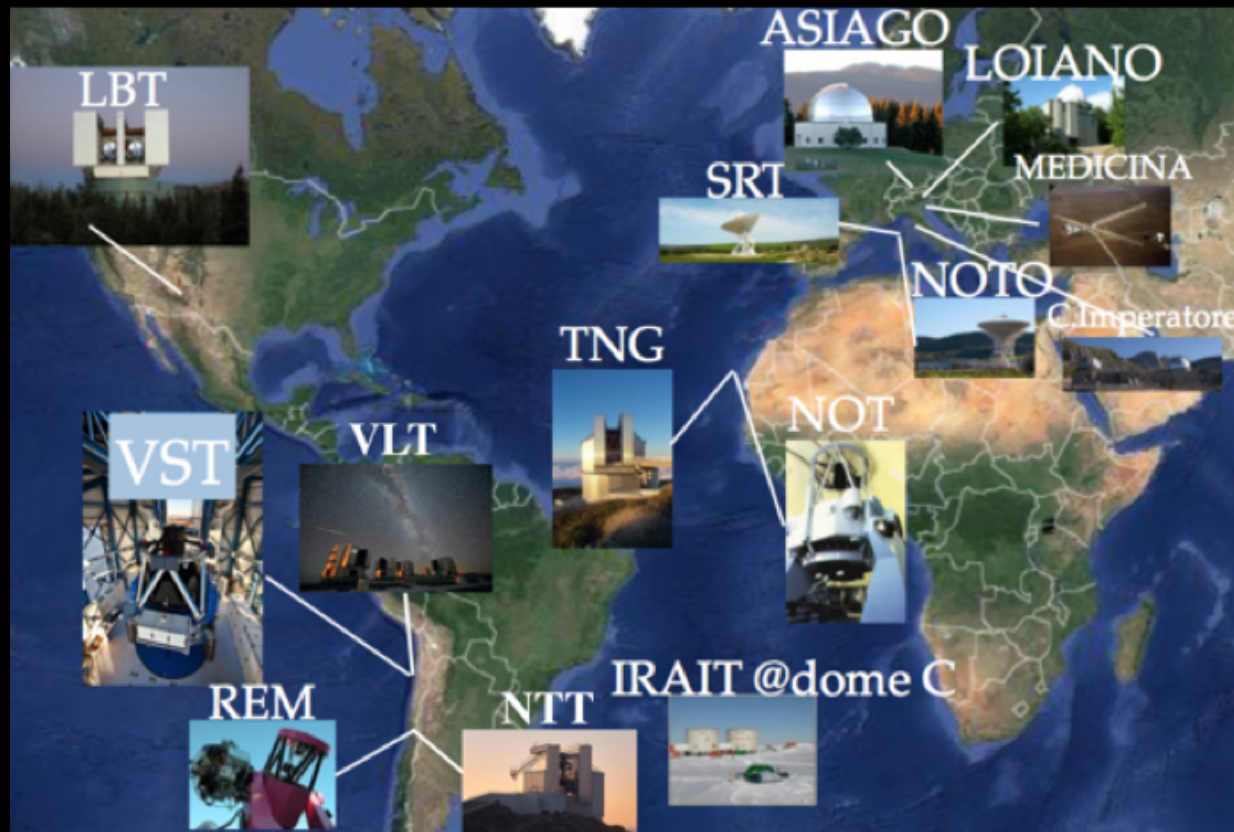 ASIAGO
LOIANO
LBT
MEDICINA
SRT
NOTO
C.Imperatore
TNG
NOT
VST
VLT
IRAIT @dome C
REM
NTT